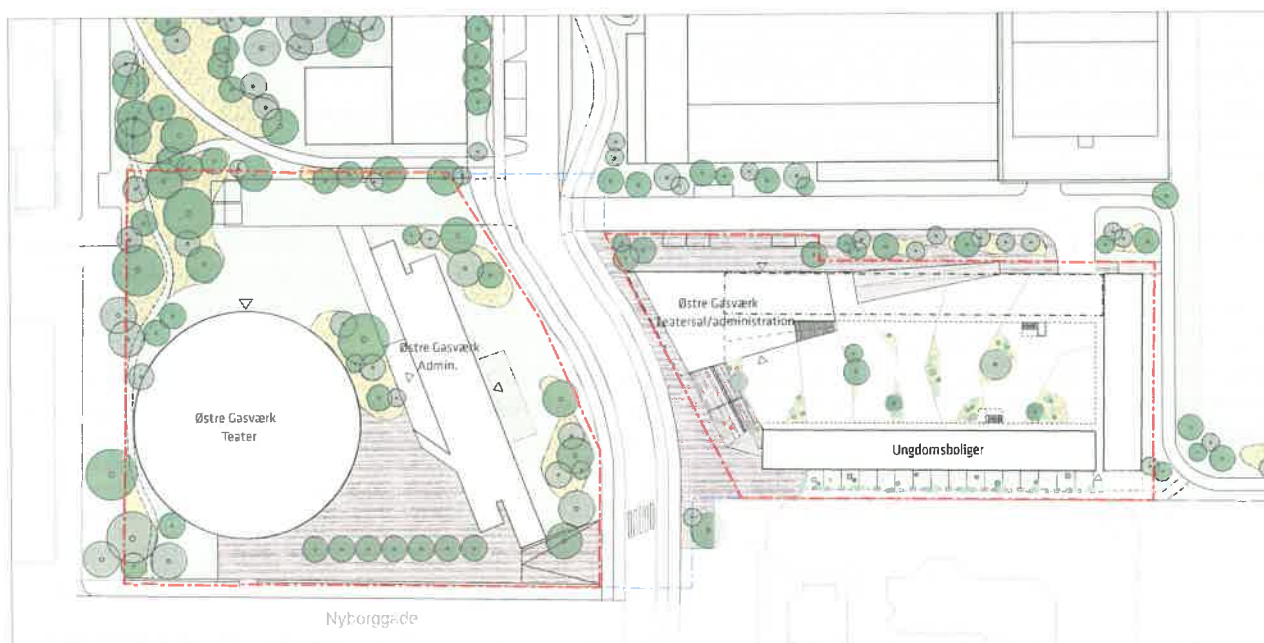 Østre Gasværk
Teater
Østre Gasværk
Admin.
Østre Gasværk
Teatersal/administration
Ungdomsboliger
Nyborggade